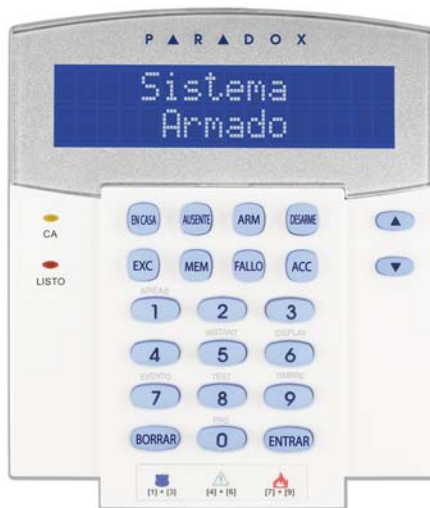 PARADOX
Sistema
Armado
CA
LISTO
EN CASA AUSENTE ARM DESARME
EXC MEM FALLO ACC
AREAS
1 2 3
INSTANT DISPLAY
4 5 6
EVENTO TEST TIMBRE
7 8 9
PRG
BORRAR 0 ENTRAR
[1] + [3] [4] + [6] [7] + [9]